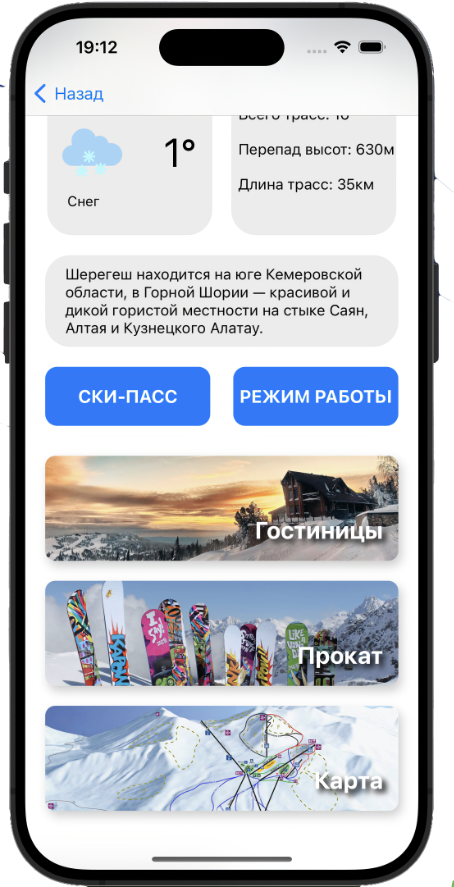 19:12
Назад
Всего трасс: 10
1°
Перепад высот: 630м
Длина трасс: 35км
Снег
Шерегеш находится на юге Кемеровской
области, в Горной Шории — красивой и
дикой гористой местности на стыке Саян,
Алтая и Кузнецкого Алатау.
СКИ-ПАСС
РЕЖИМ РАБОТЫ
Гостиницы
Прокат
Карта